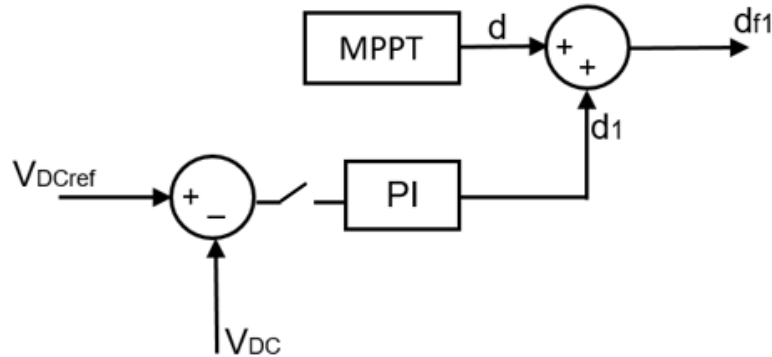 MPPT
d
+
+
df1
d1
VDCref
+
−
PI
VDC